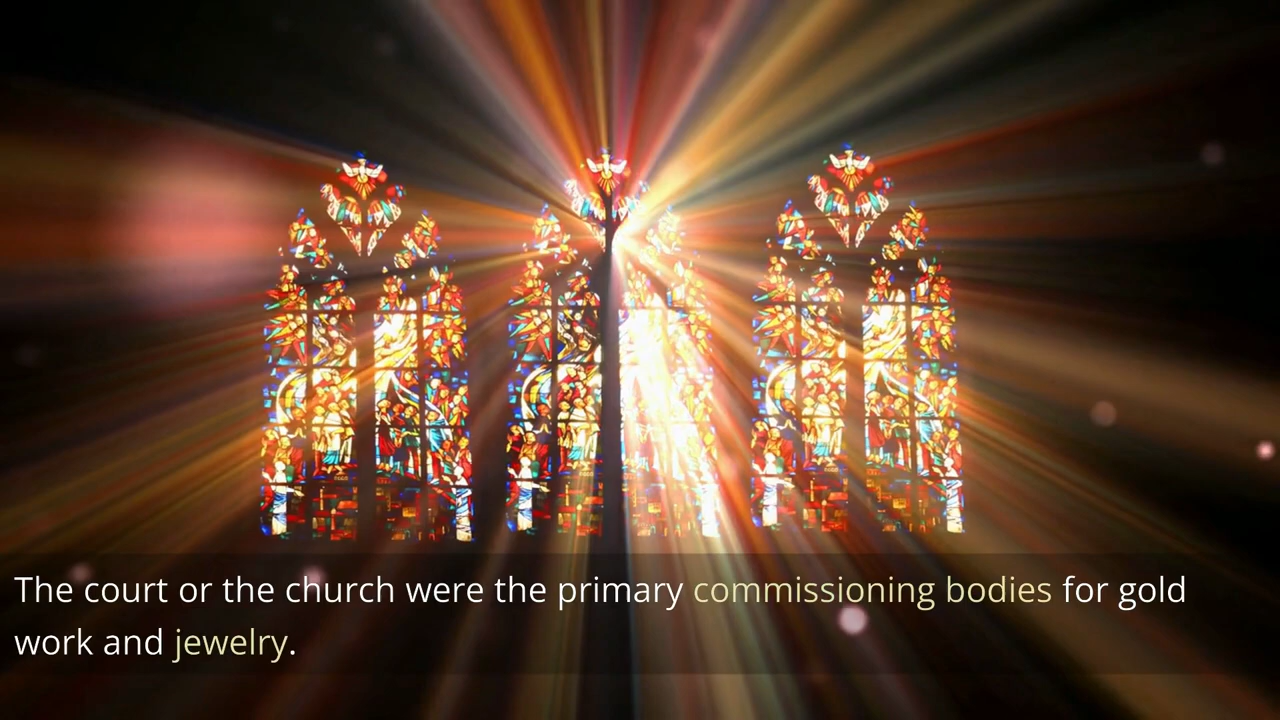 The court or the church were the primary commissioning bodies for gold
work and jewelry.